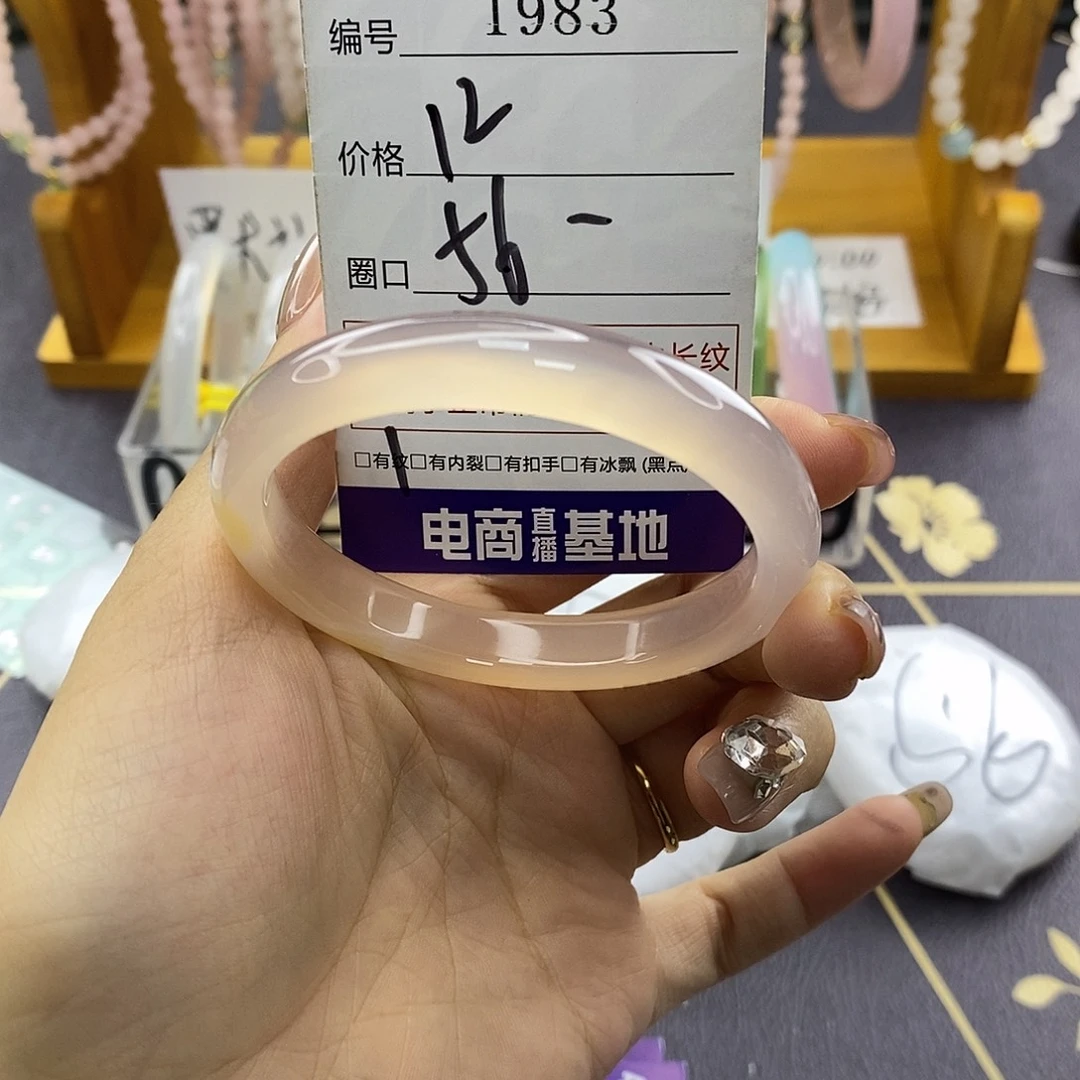 编号 1983
价格 12
圈口 56 -
长纹
□有纹□有内裂□有扣手□有冰飘(黑点
电商直播基地
56